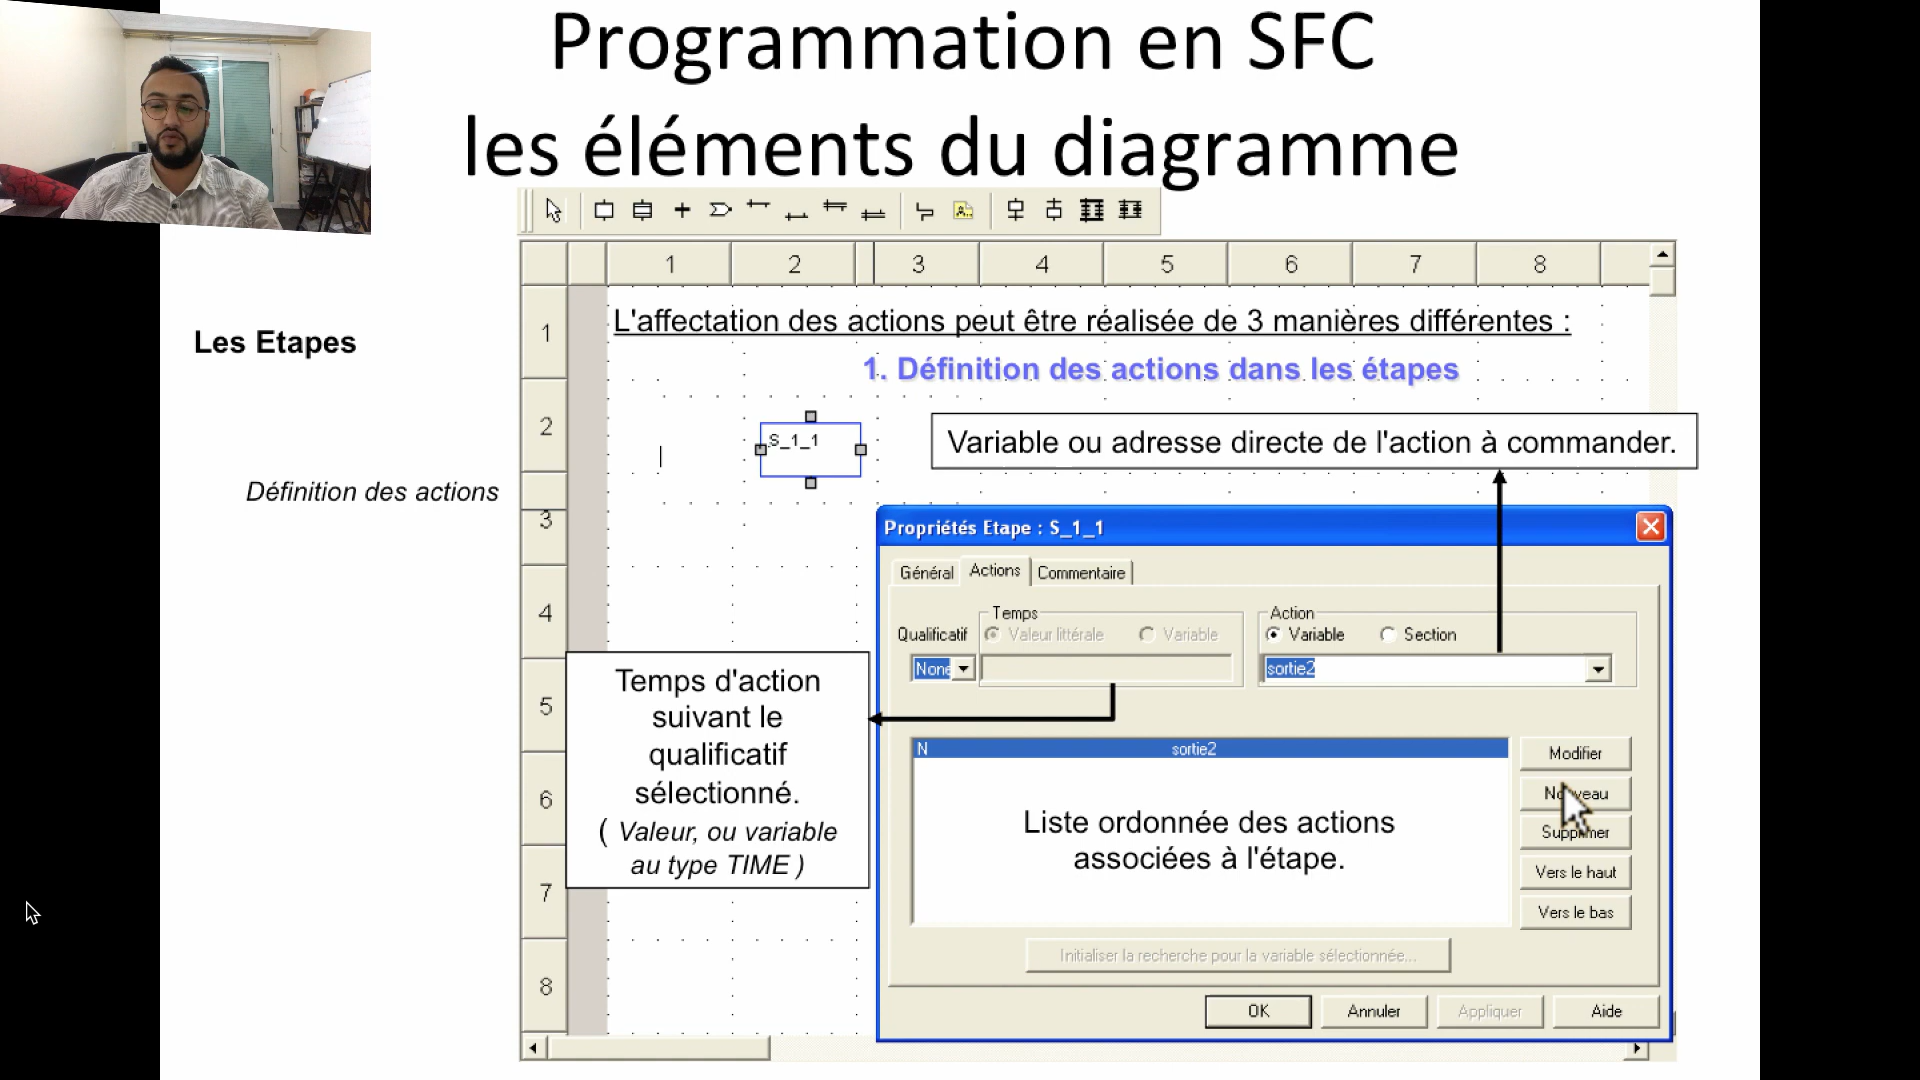 Programmation en SFC
les éléments du diagramme
1 2 3 4 5 6 7 8
1
L'affectation des actions peut être réalisée de 3 manières différentes :
Les Etapes
1. Définition des actions dans les étapes
2
S_1_1
Variable ou adresse directe de l'action à commander.
Définition des actions
3
Propriétés Etape : S_1_1
Général Actions Commentaire
4
Temps
Action
Qualificatif
Valeur littérale Variable
Variable Section
None
sortie2
5
Temps d'action
suivant le
qualificatif
sélectionné.
( Valeur, ou variable
au type TIME )
N sortie2
Modifier
6
Nouveau
Liste ordonnée des actions
associées à l'étape.
Supprimer
Vers le haut
7
Vers le bas
Initialiser la recherche pour la variable sélectionnée...
8
OK Annuler Appliquer Aide